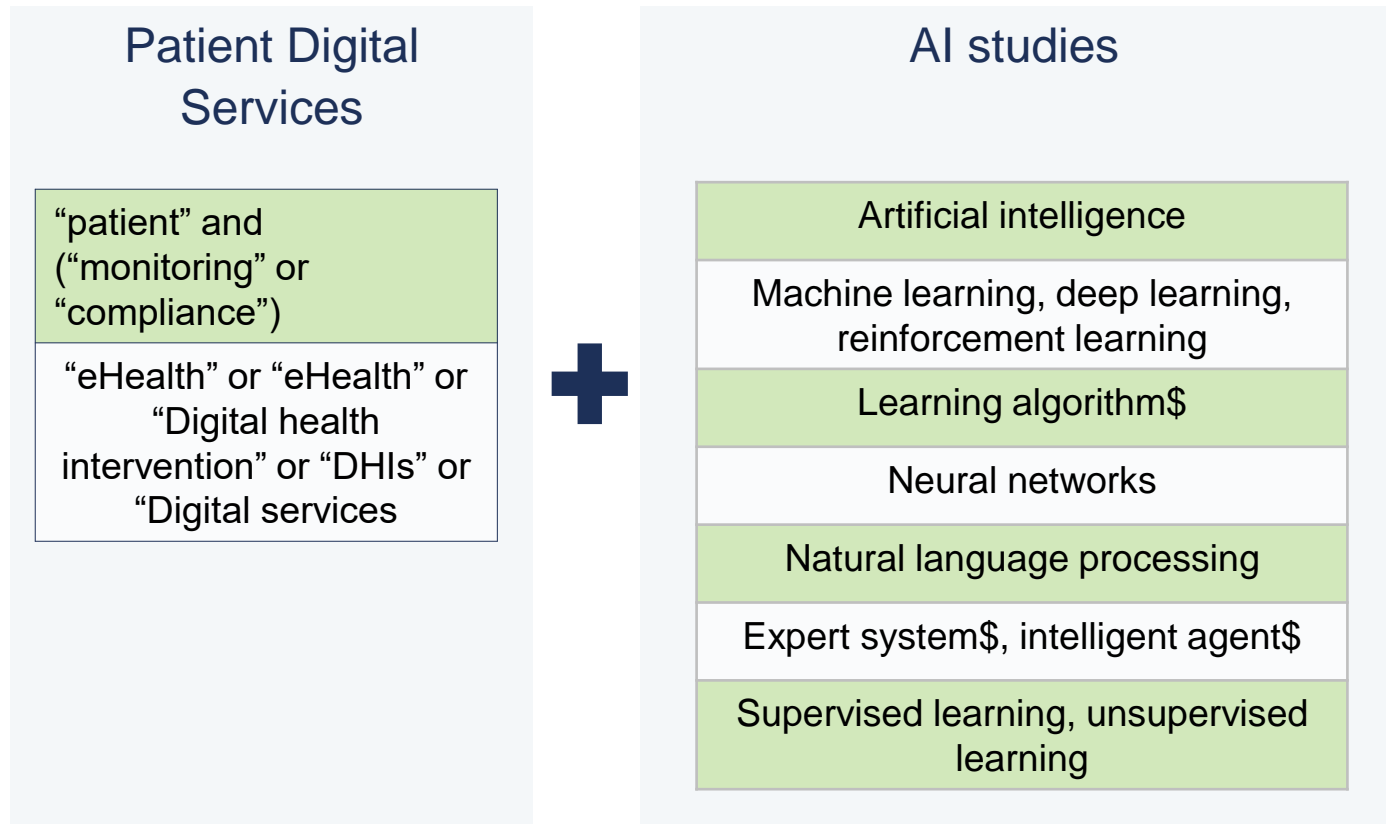 Patient Digital
Services
“patient” and
(“monitoring” or
“compliance”)
“eHealth” or “eHealth” or
“Digital health
intervention” or “DHIs” or
“Digital services
AI studies
Artificial intelligence
Machine learning, deep learning,
reinforcement learning
Learning algorithm$
Neural networks
Natural language processing
Expert system$, intelligent agent$
Supervised learning, unsupervised
learning